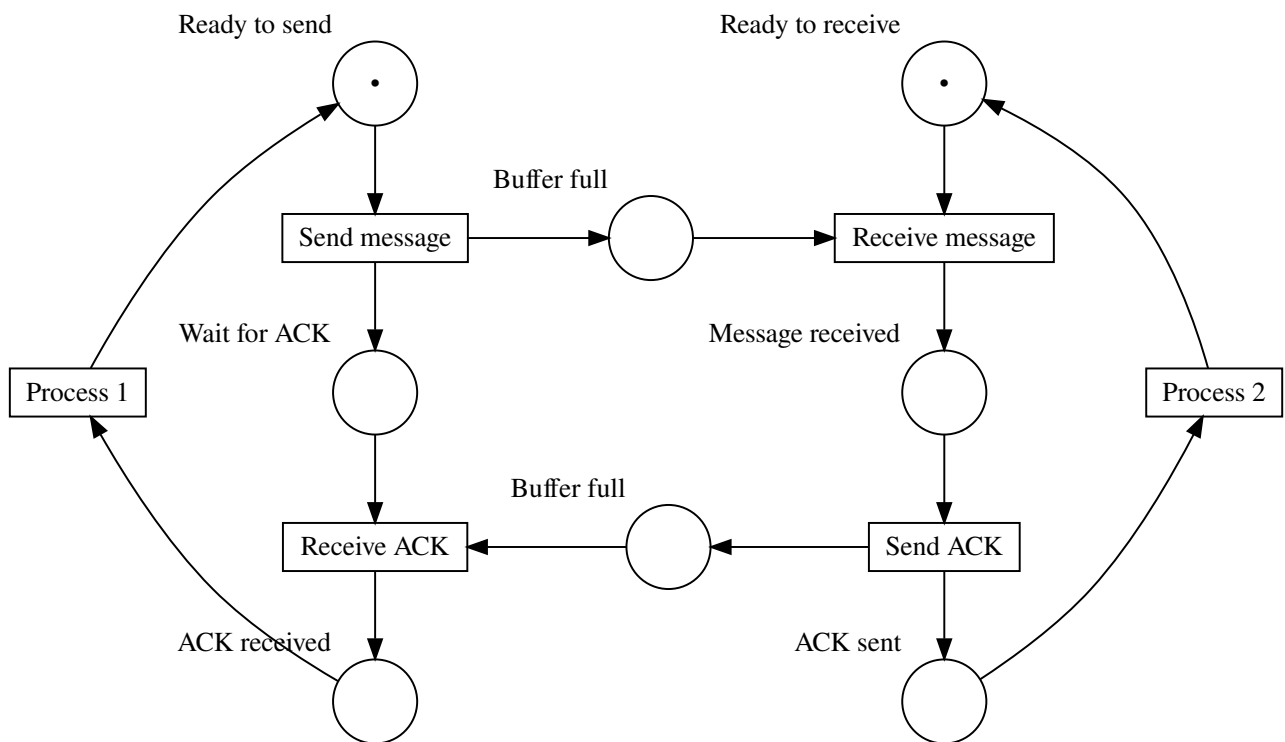 Ready to send
Ready to receive
Buffer full
Send message
Receive message
Wait for ACK
Message received
Process 1
Process 2
Buffer full
Receive ACK
Send ACK
ACK received
ACK sent